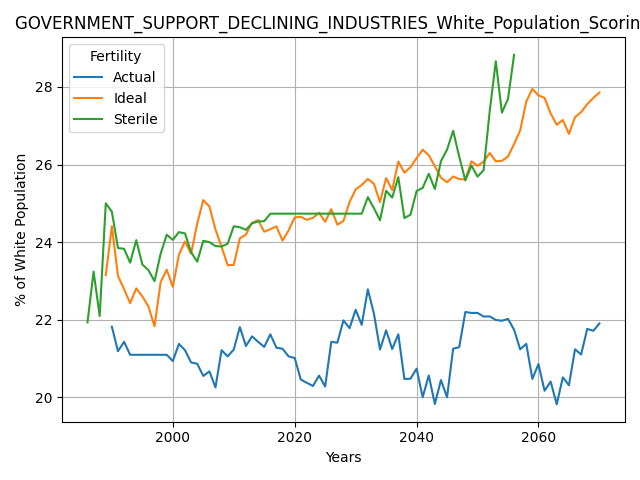 GOVERNMENT_SUPPORT_DECLINING_INDUSTRIES_White_Population_Scorin
Fertility
Actual
Ideal
Sterile
% of White Population
28
26
24
22
20
2000
2020
2040
2060
Years